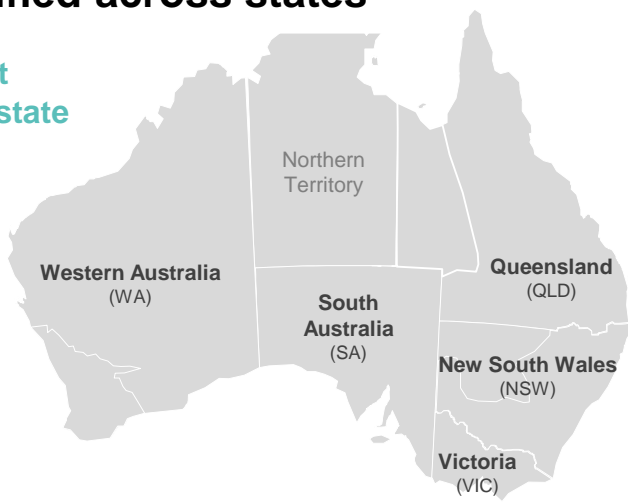 across states
t
state
Northern
Territory
Western Australia
(WA)
Queensland
(QLD)
South
Australia
(SA)
New South Wales
(NSW)
Victoria
(VIC)